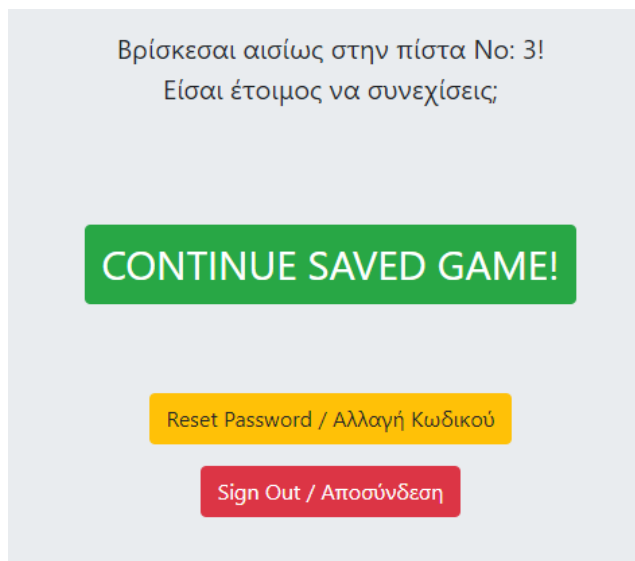 Βρίσκεσαι αισίως στην πίστα Νο: 3!
Είσαι έτοιμος να συνεχίσεις;
CONTINUE SAVED GAME!
Reset Password / Αλλαγή Κωδικού
Sign Out / Αποσύνδεση